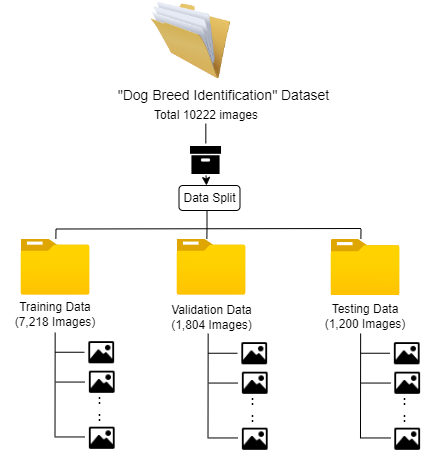 "Dog Breed Identification" Dataset
Total 10222 images
Data Split
Training Data
(7,218 Images)
Validation Data
(1,804 Images)
Testing Data
(1,200 Images)